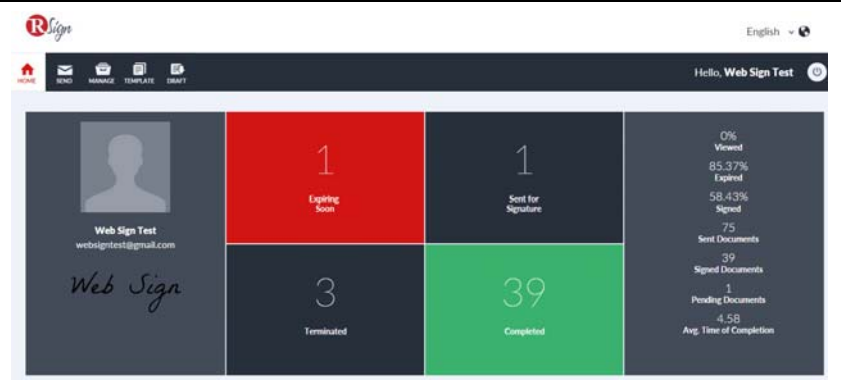 RSign
English
HOME
SEND
MANAGE
TEMPLATE
DRAFT
Hello, Web Sign Test
Web Sign Test
websigntest@gmail.com
Web Sign
1
Expiring
Soon
1
Sent for
Signature
3
Terminated
39
Completed
0%
Viewed
85.37%
Expired
58.43%
Signed
75
Sent Documents
39
Signed Documents
1
Pending Documents
4.58
Avg. Time of Completion